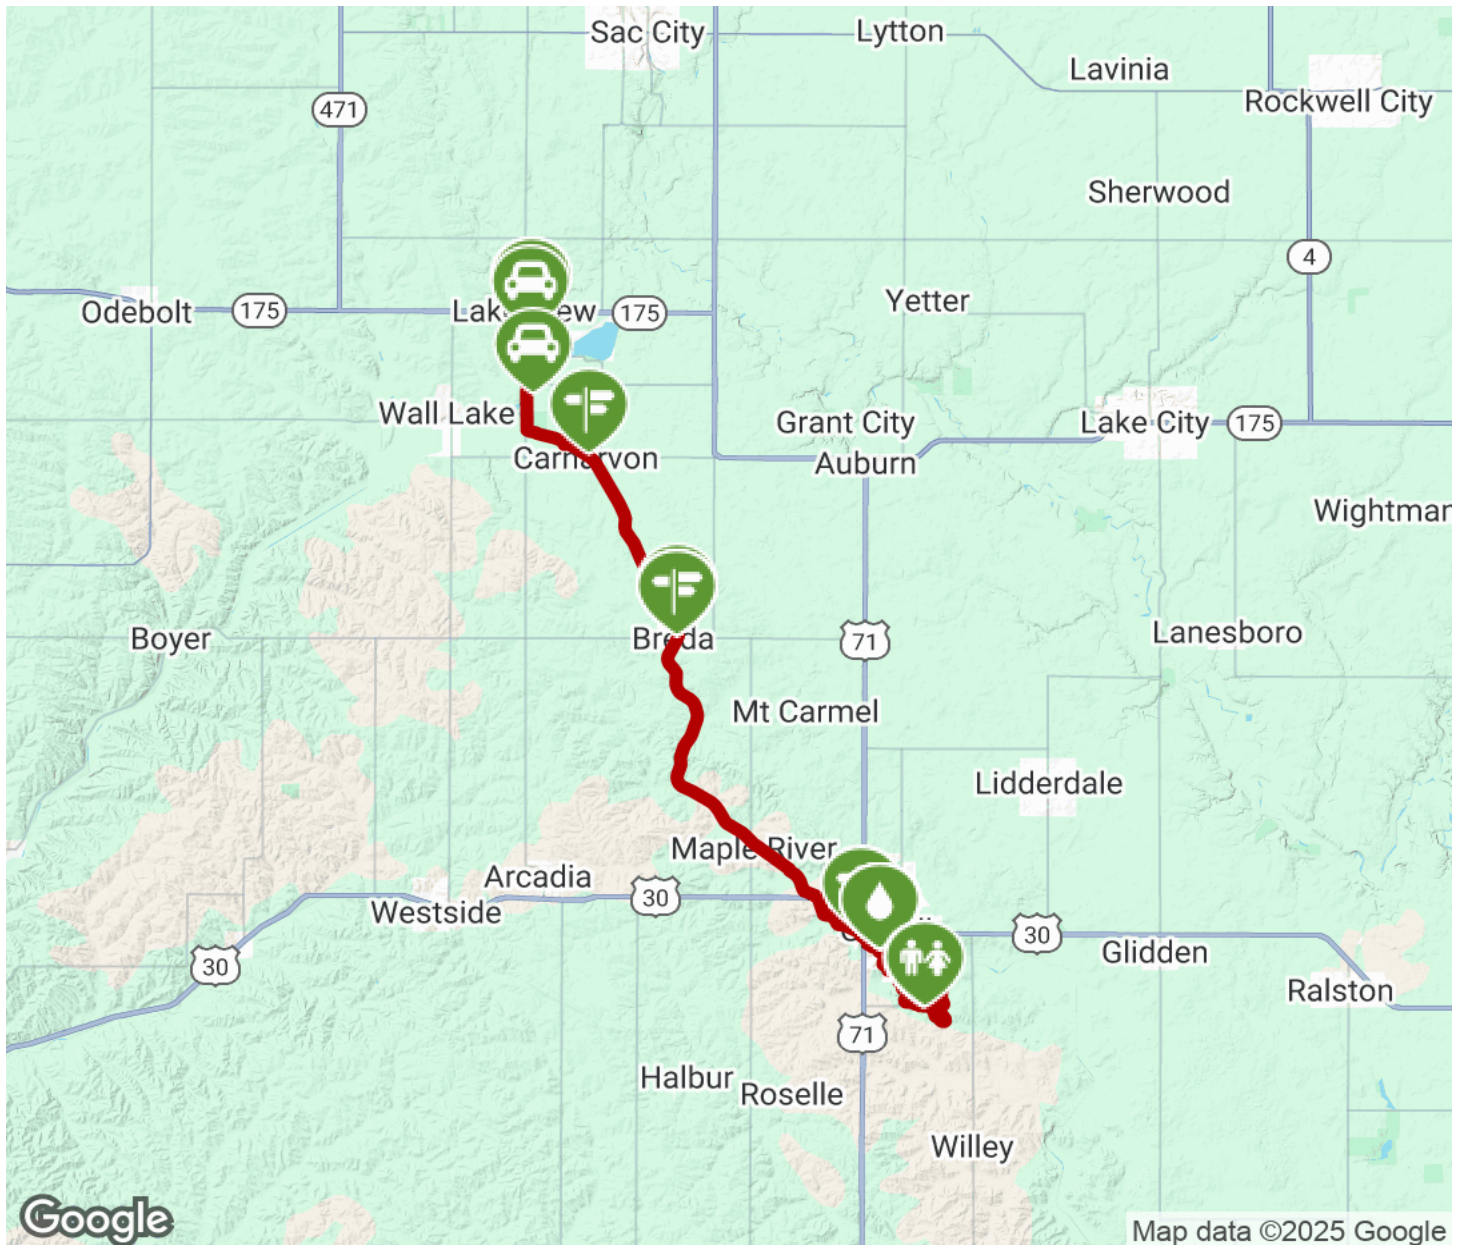 Sac City
Lytton
Lavinia
Rockwell City
471
Sherwood
4
Yetter
Odebolt
175
175
Wall Lake
Grant City
Lake City
175
Carnarvon
Auburn
Wightman
Boyer
Breda
71
Lanesboro
Mt Carmel
Lidderdale
Maple River
Arcadia
30
Westside
30
Glidden
30
Ralston
71
Halbur
Roselle
Willey
Google
Map data ©2025 Google